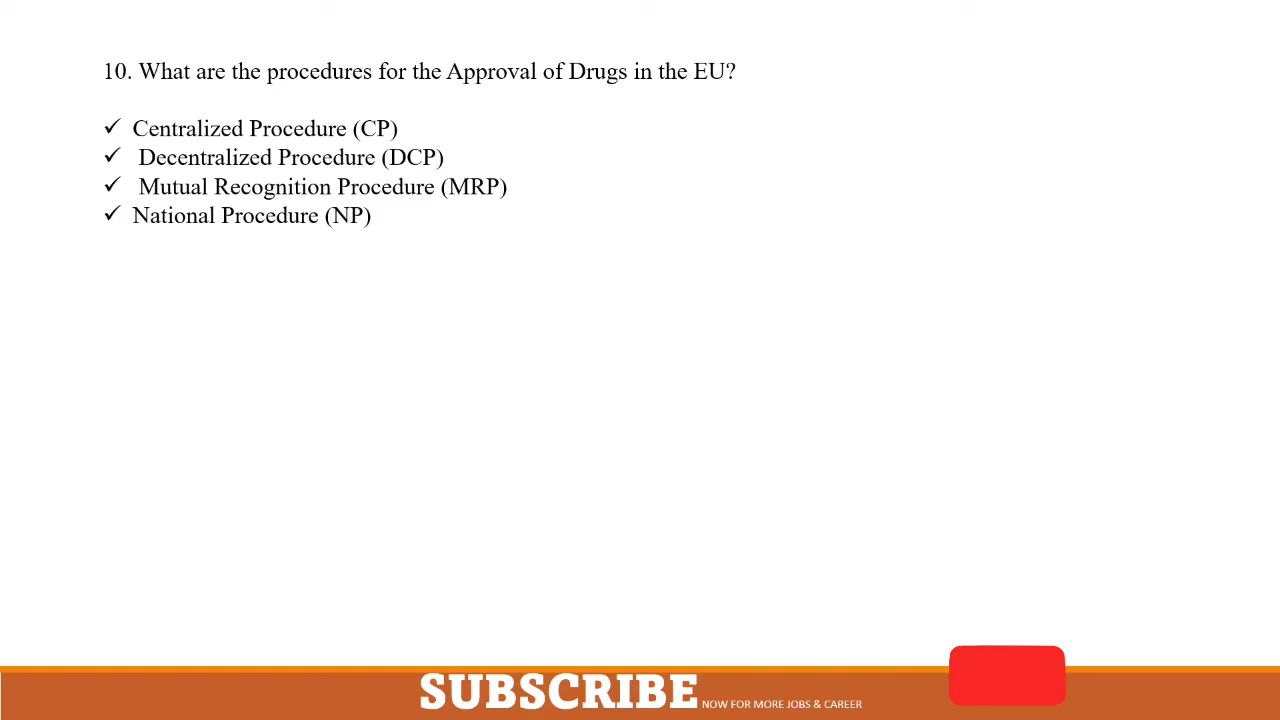 10. What are the procedures for the Approval of Drugs in the EU?
✓ Centralized Procedure (CP)
✓ Decentralized Procedure (DCP)
✓ Mutual Recognition Procedure (MRP)
✓ National Procedure (NP)
SUBSCRIBE NOW FOR MORE JOBS & CAREER